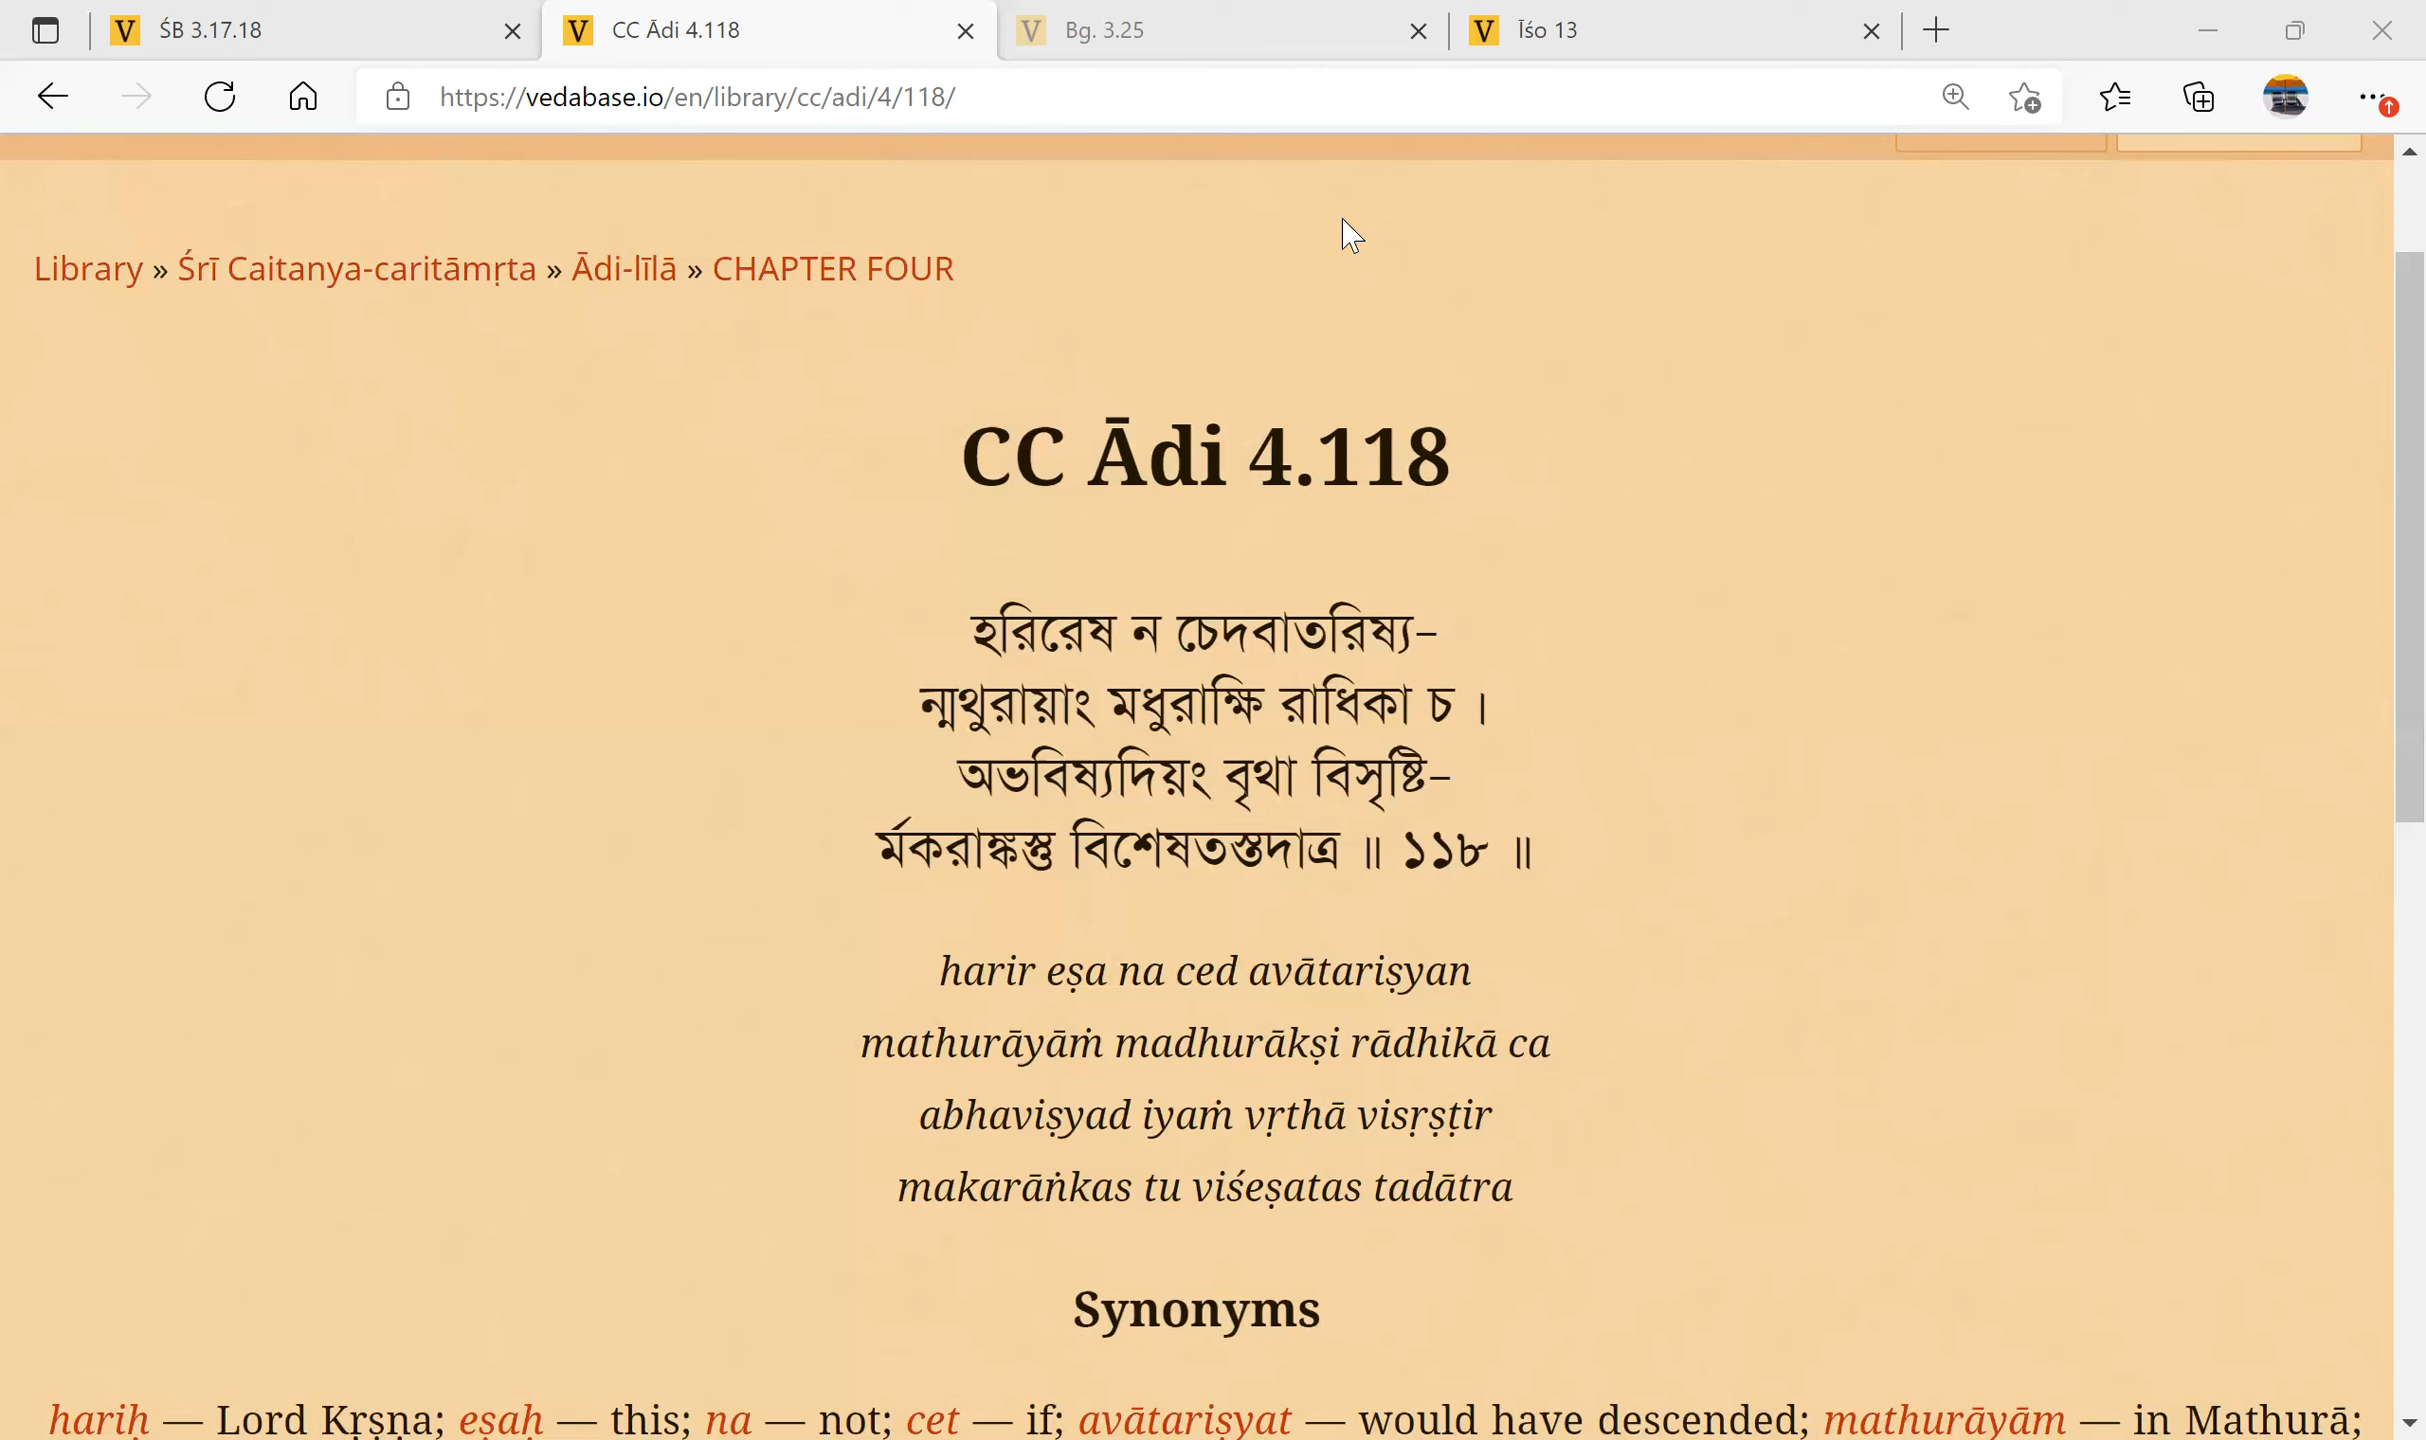 ŚB 3.17.18
CC Ādi 4.118
Bg. 3.25
Īśo 13
https://vedabase.io/en/library/cc/adi/4/118/
Library » Śrī Caitanya-caritāmṛta » Ādi-līlā » CHAPTER FOUR
CC Ādi 4.118
হরিরেষ ন চেদবাতরিষ্য-
ন্মথুরায়াং মধুরাক্ষি রাধিকা চ ।
অভবিষ্যদিয়ং বৃথা বিসৃষ্টি-
র্মকরাঙ্কস্তু বিশেষতস্তদাত্র ॥ ১১৮ ॥
harir eṣa na ced avātariṣyan
mathurāyāṁ madhurākṣi rādhikā ca
abhaviṣyad iyaṁ vṛthā visṛṣṭir
makarāṅkas tu viśeṣatas tadātra
Synonyms
hariḥ — Lord Kṛṣṇa; eṣaḥ — this; na — not; cet — if; avātariṣyat — would have descended; mathurāyām — in Mathurā;